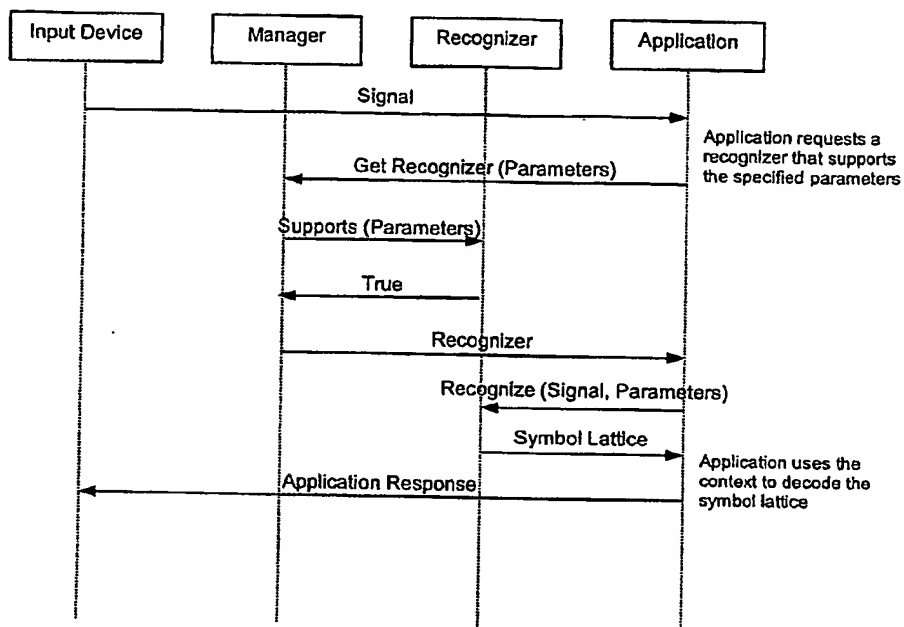 Input Device
Manager
Recognizer
Application
Signal
Application requests a
recognizer that supports
the specified parameters
Get Recognizer (Parameters)
Supports (Parameters)
True
Recognizer
Recognize (Signal, Parameters)
Symbol Lattice
Application uses the
context to decode the
symbol lattice
Application Response